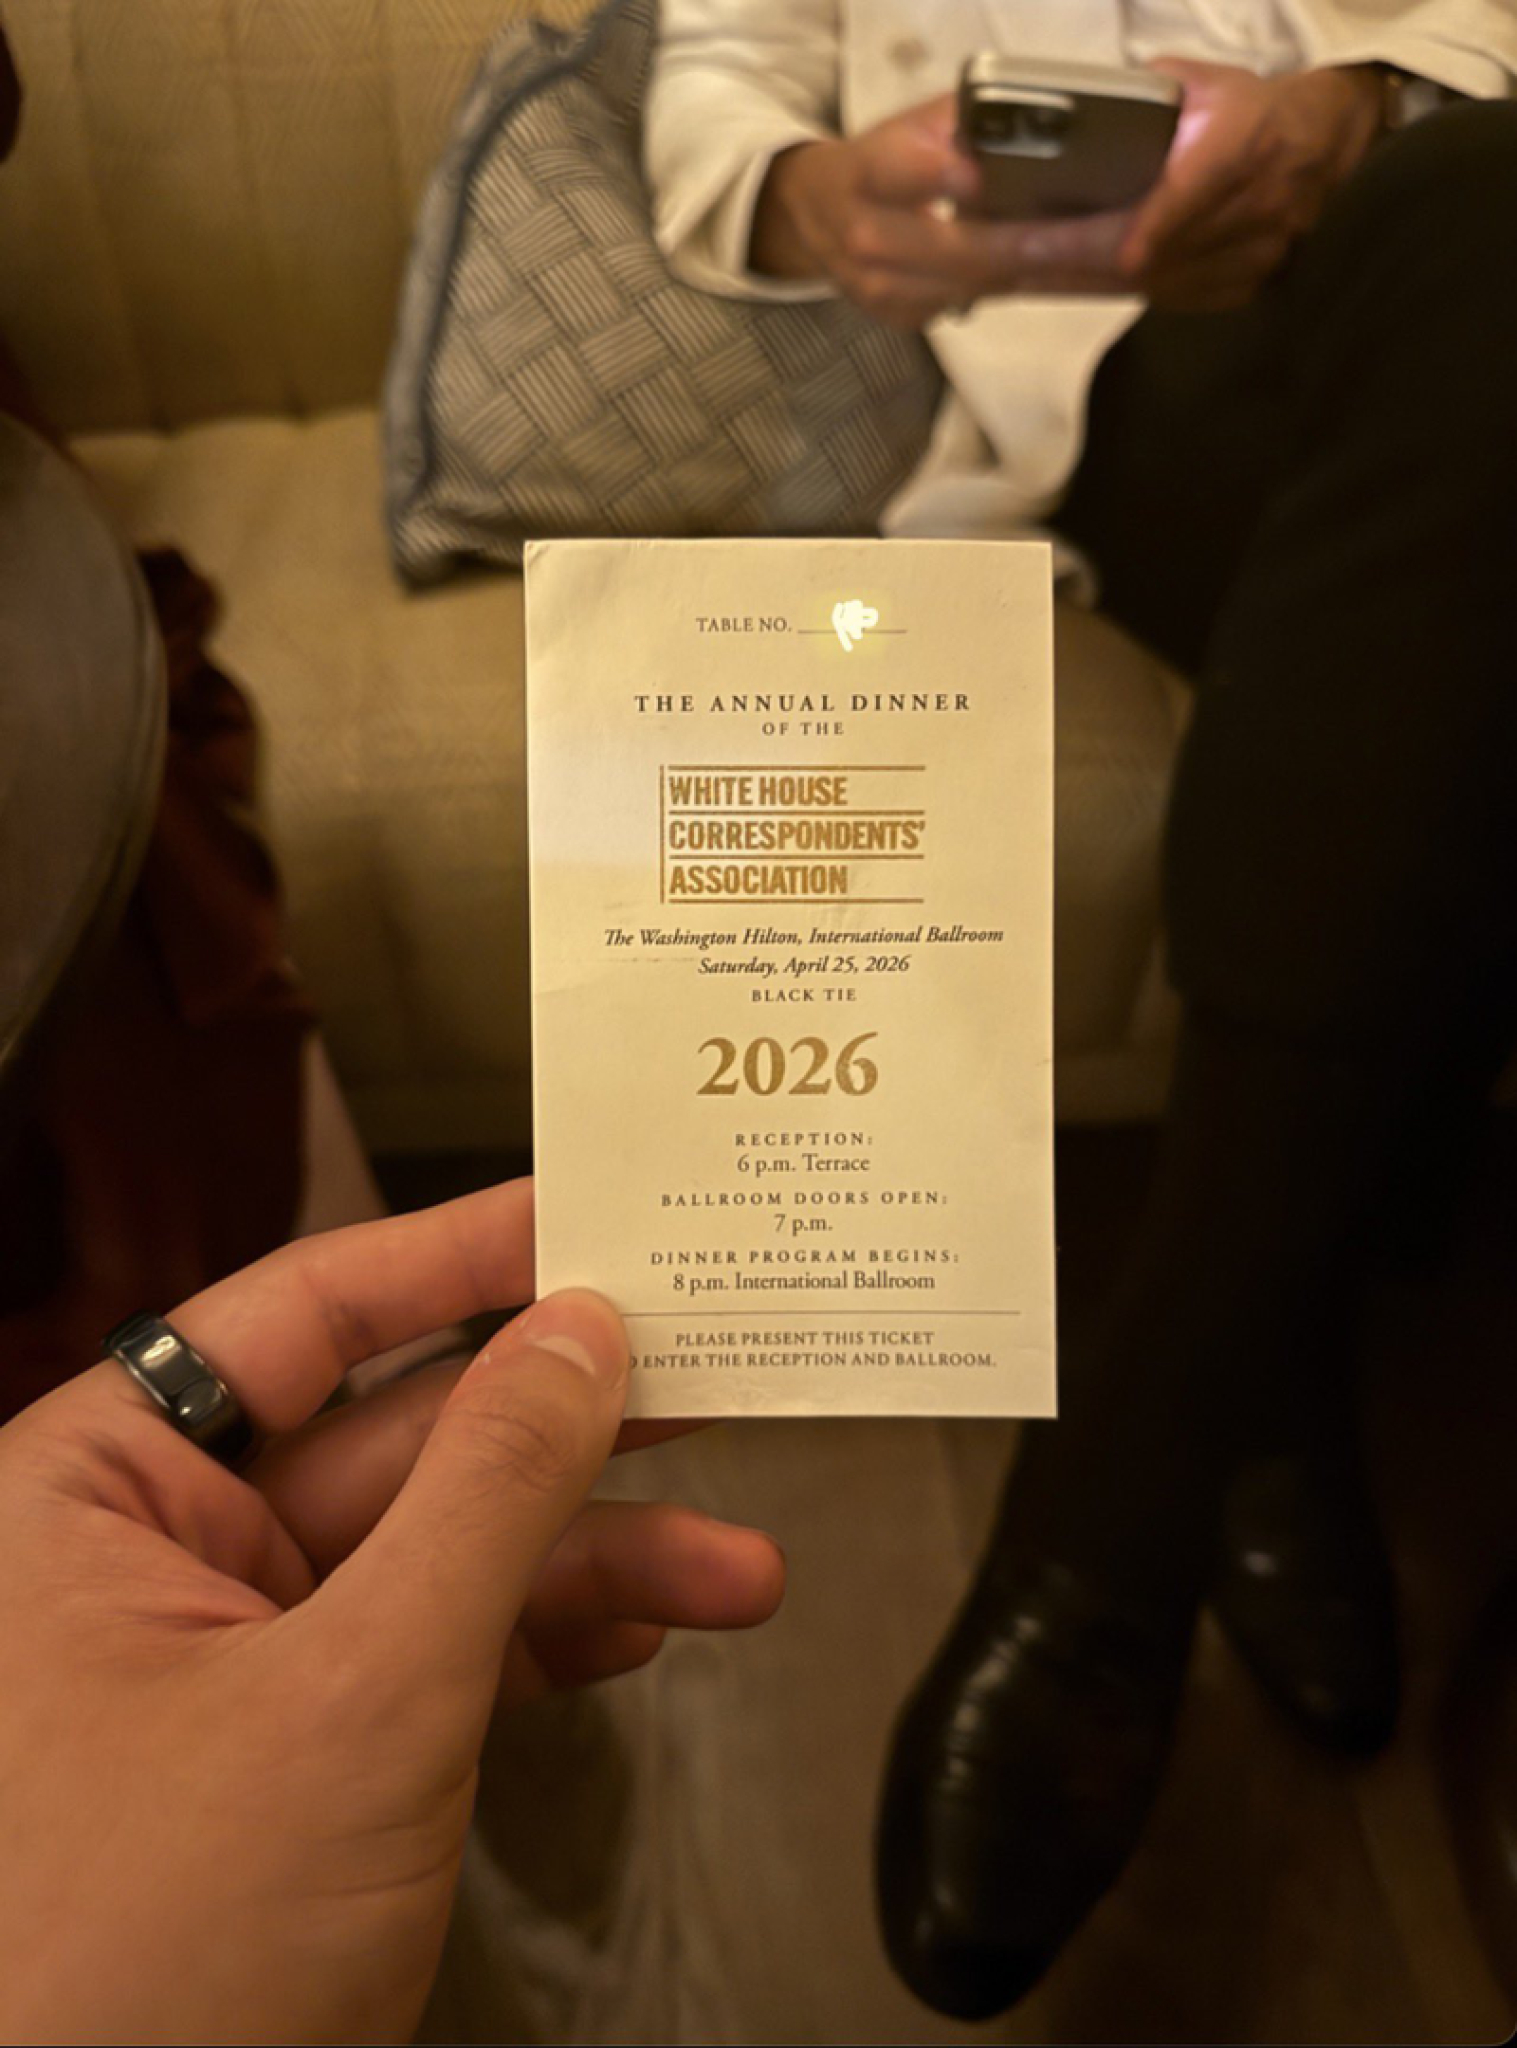 TABLE NO.
THE ANNUAL DINNER
OF THE
WHITE HOUSE
CORRESPONDENTS'
ASSOCIATION
The Washington Hilton, International Ballroom
Saturday, April 25, 2026
BLACK TIE
2026
RECEPTION:
6 p.m. Terrace
BALLROOM DOORS OPEN:
7 p.m.
DINNER PROGRAM BEGINS:
8 p.m. International Ballroom
PLEASE PRESENT THIS TICKET
ENTER THE RECEPTION AND BALLROOM.